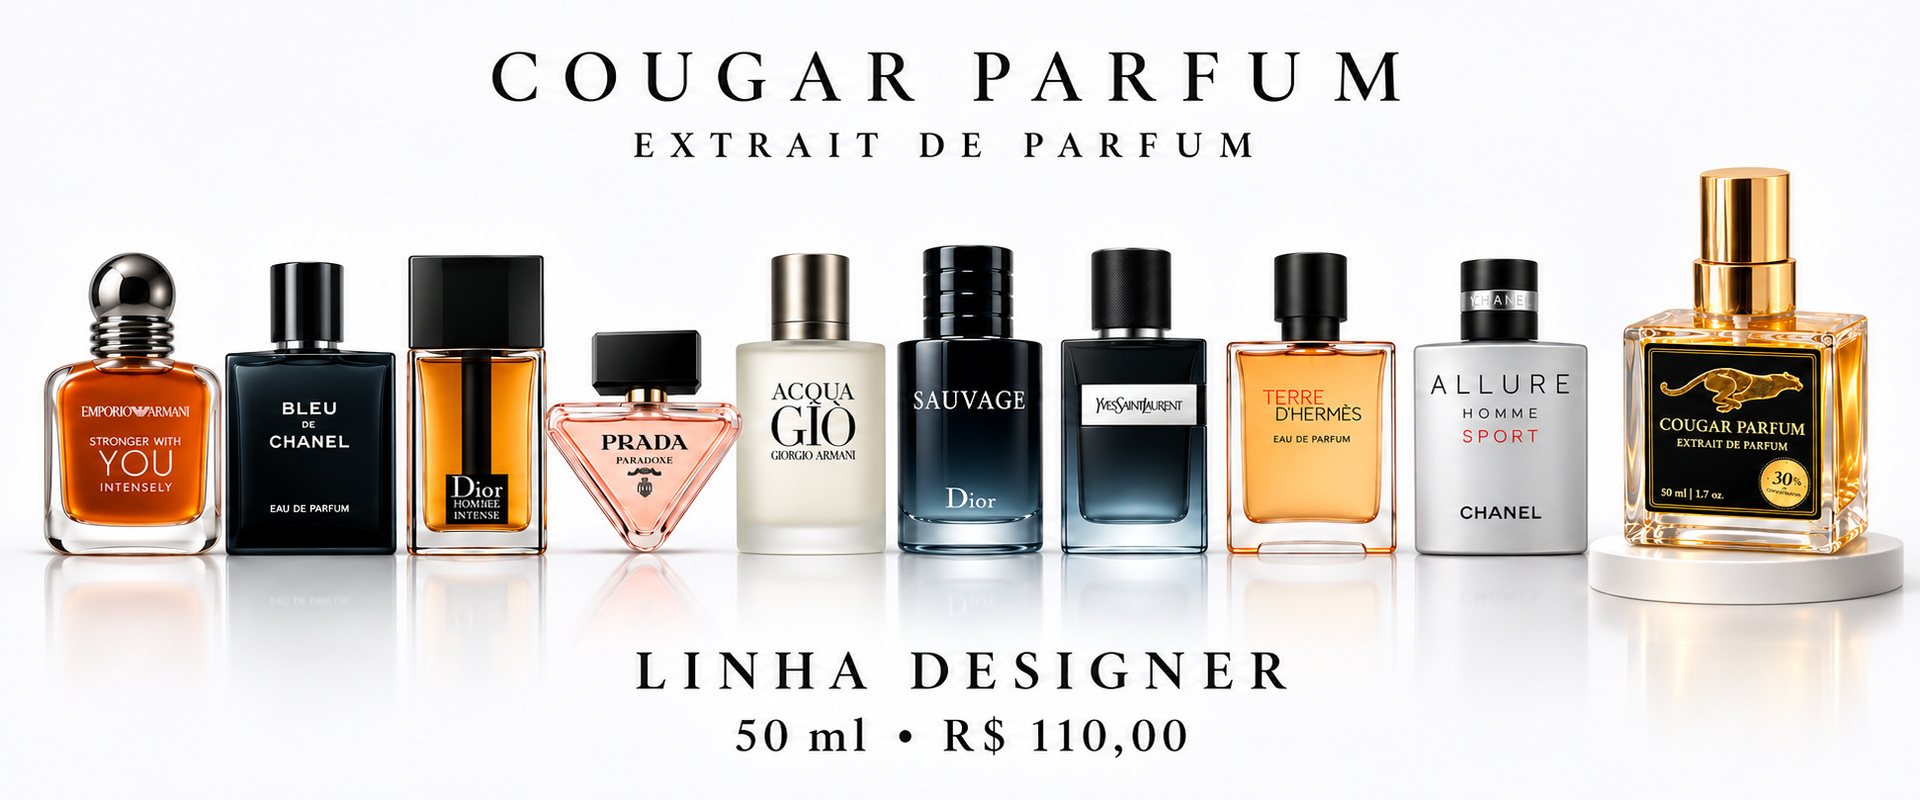 COUGAR PARFUM
EXTRAIT DE PARFUM
EMPORIO ARMANI
STRONGER WITH
YOU
INTENSELY
BLEU
DE
CHANEL
EAU DE PARFUM
Dior
HOMMEE
INTENSE
PRADA
PARADOXE
ACQUA
GIÒ
GIORGIO ARMANI
SAUVAGE
Dior
YVESSAINTLAURENT
TERRE
D'HERMÈS
EAU DE PARFUM
CHANEL
ALLURE
HOMME
SPORT
CHANEL
COUGAR PARFUM
EXTRAIT DE PARFUM
30%
50 ml | 1.7 oz.
LINHA DESIGNER
50 ml • R$ 110,00